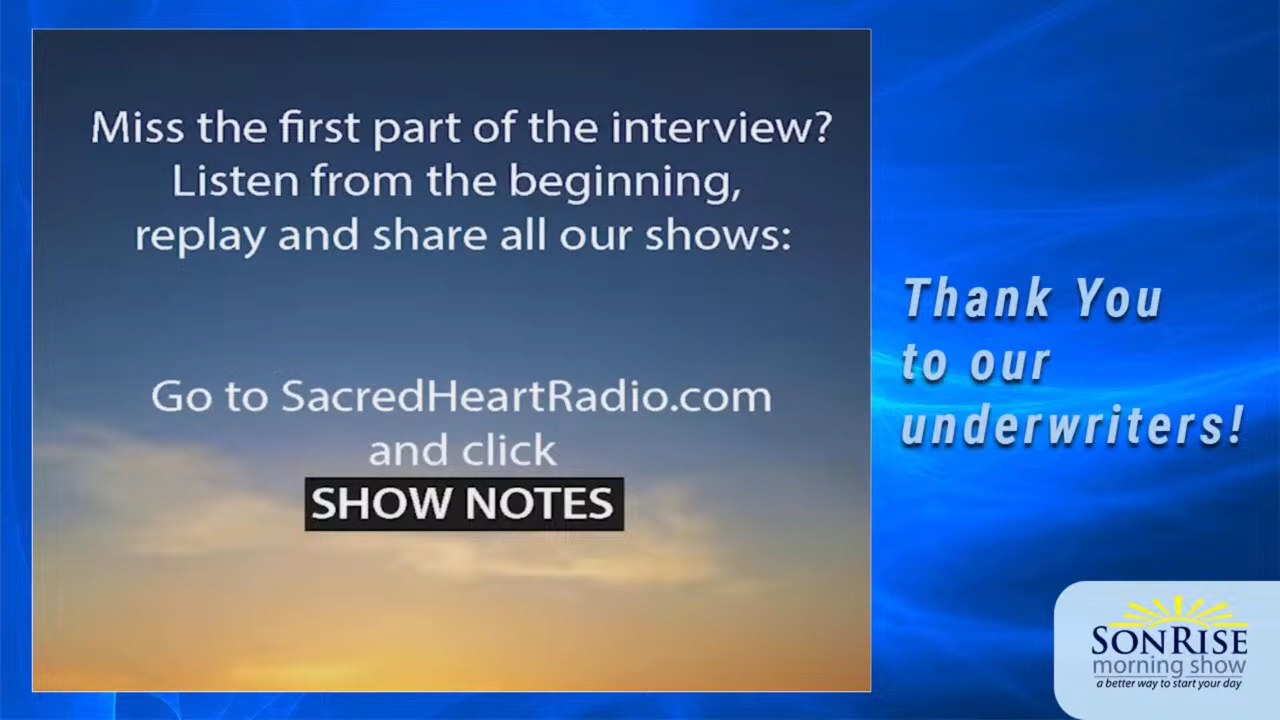 Miss the first part of the interview?
Listen from the beginning,
replay and share all our shows:
Go to SacredHeartRadio.com
and click
SHOW NOTES
Thank You
to our
underwriters!
SONRISE
morning show
a better way to start your day